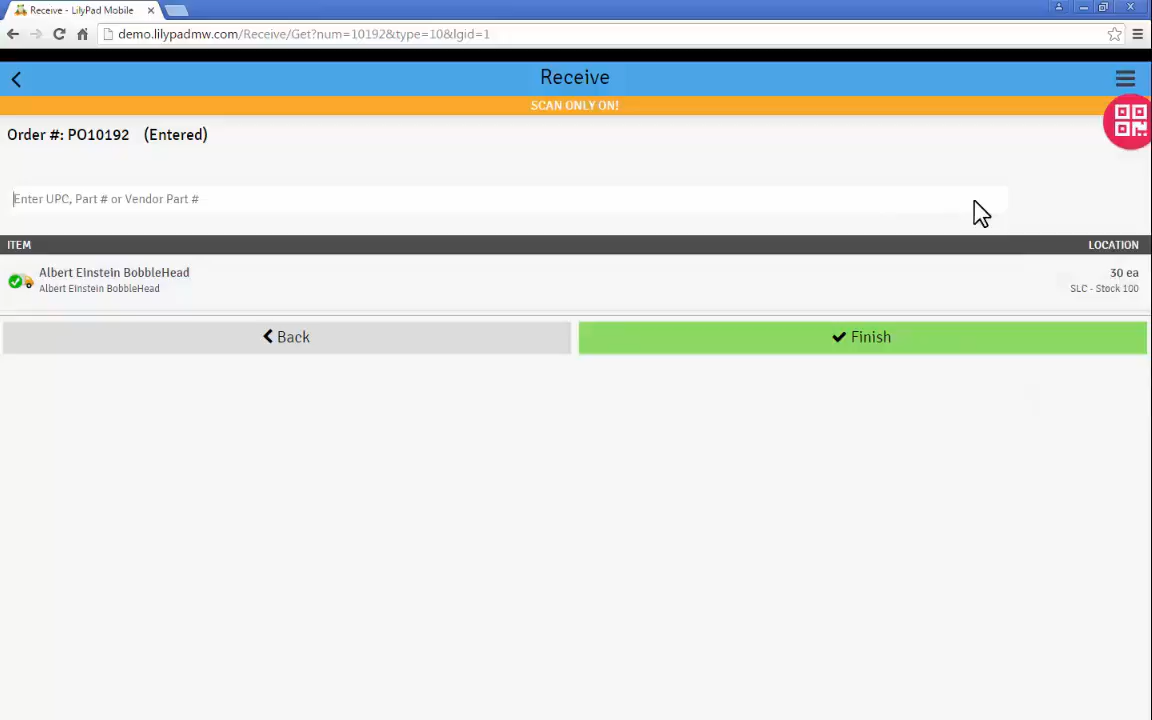 Receive - LilyPad Mobile
demo.lilypadmw.com/Receive/Get?num=10192&type=10&lgid=1
Receive
SCAN ONLY ON!
Order #: PO10192 (Entered)
Enter UPC, Part # or Vendor Part #
ITEM LOCATION
Albert Einstein BobbleHead 30 ea
Albert Einstein BobbleHead SLC - Stock 100
Back Finish